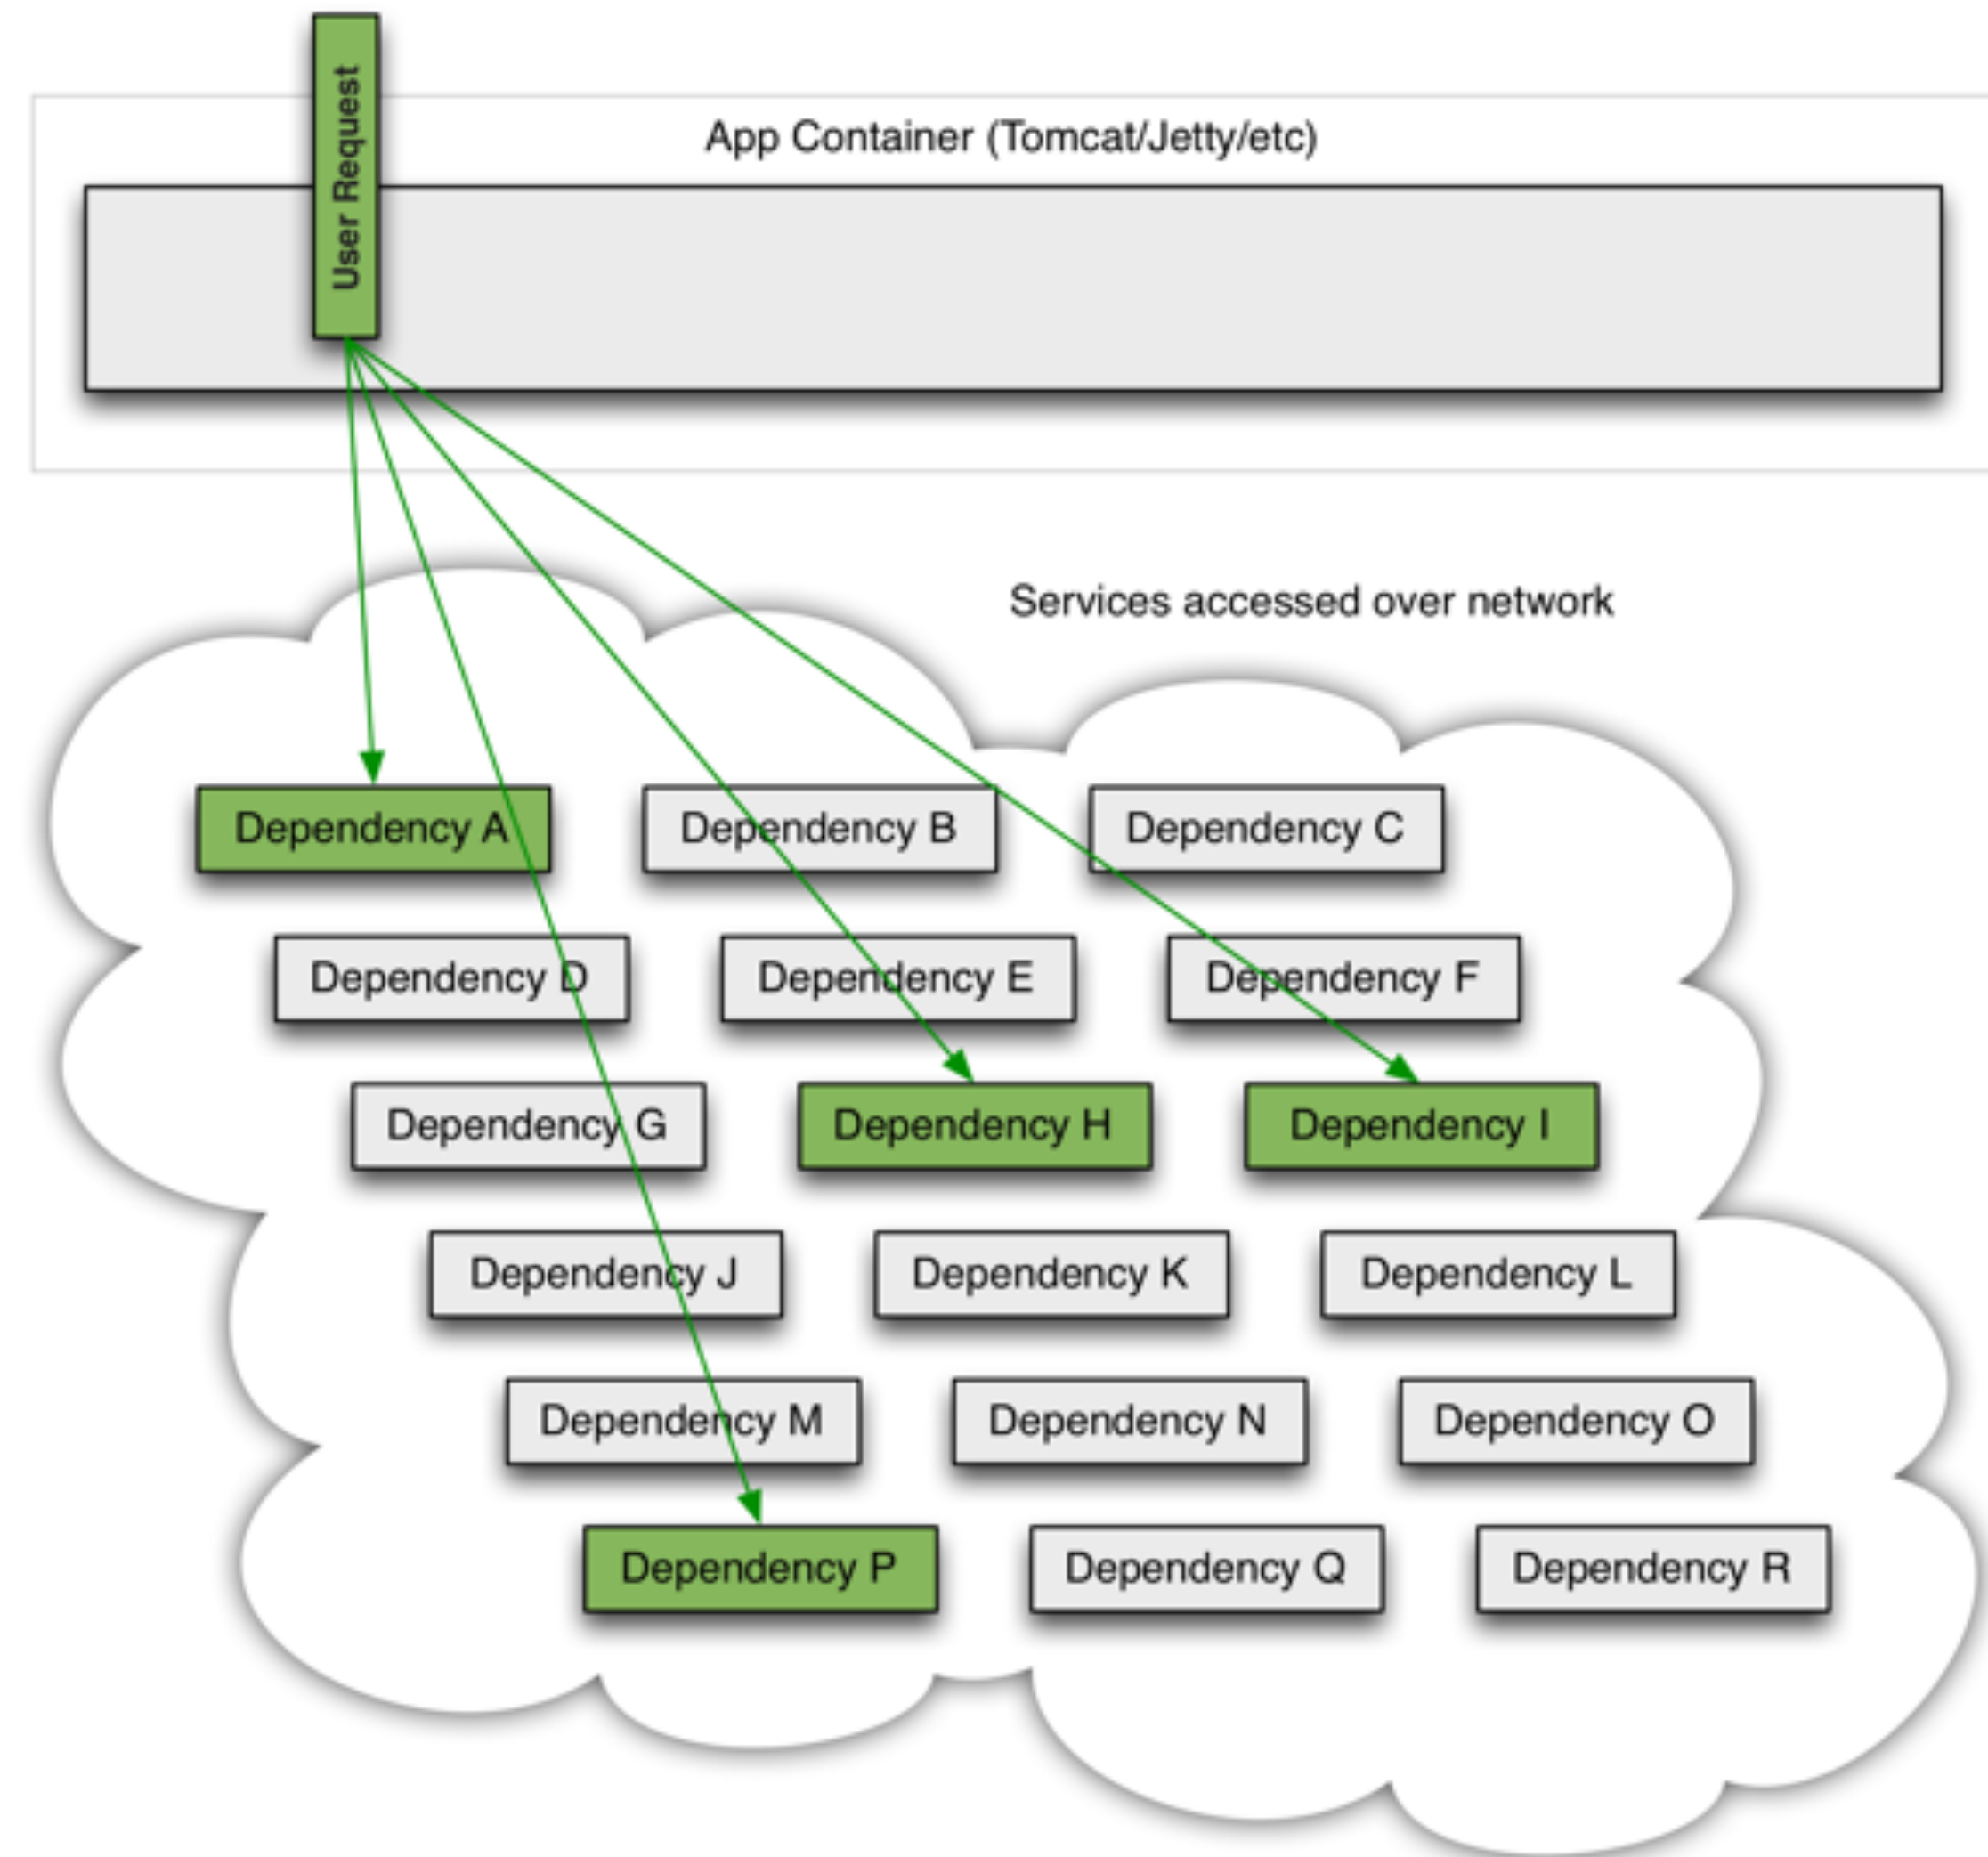 User Request
App Container (Tomcat/Jetty/etc)
Services accessed over network
Dependency A
Dependency B
Dependency C
Dependency D
Dependency E
Dependency F
Dependency G
Dependency H
Dependency I
Dependency J
Dependency K
Dependency L
Dependency M
Dependency N
Dependency O
Dependency P
Dependency Q
Dependency R